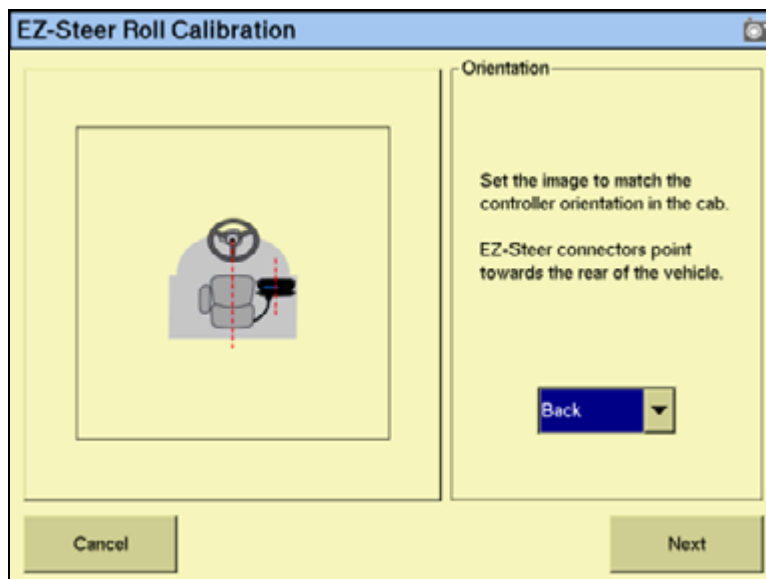 EZ-Steer Roll Calibration
Orientation
Set the image to match the
controller orientation in the cab.
EZ-Steer connectors point
towards the rear of the vehicle.
Back
Cancel
Next